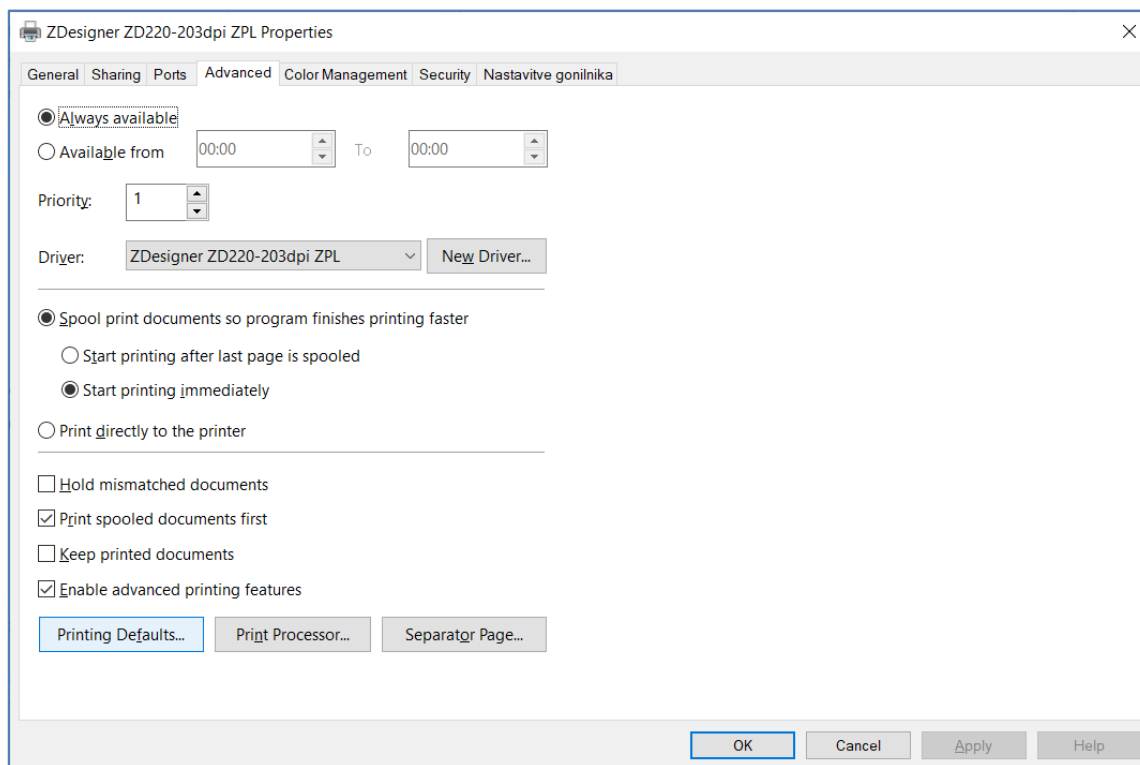 ZDesigner ZD220-203dpi ZPL Properties
General Sharing Ports Advanced Color Management Security Nastavitve gonilnika
Always available
Available from 00:00 To 00:00
Priority: 1
Driver: ZDesigner ZD220-203dpi ZPL New Driver...
Spool print documents so program finishes printing faster
Start printing after last page is spooled
Start printing immediately
Print directly to the printer
Hold mismatched documents
Print spooled documents first
Keep printed documents
Enable advanced printing features
Printing Defaults... Print Processor... Separator Page...
OK Cancel Apply Help